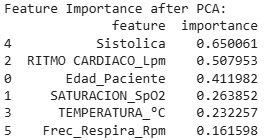 Feature Importance after PCA:
feature importance
4 Sistolica 0.650061
2 RITMO CARDIACO_Lpm 0.507953
0 Edad_Paciente 0.411982
1 SATURACION_SpO2 0.263852
3 TEMPERATURA_ºC 0.232257
5 Frec_Respira_Rpm 0.161598